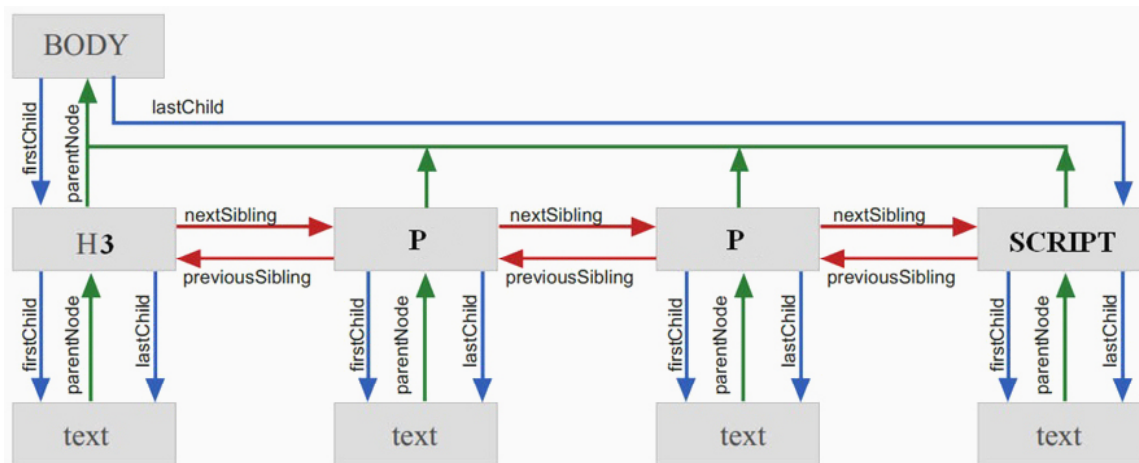 BODY
firstChild
parentNode
lastChild
H3
nextSibling
previousSibling
P
nextSibling
previousSibling
P
nextSibling
previousSibling
SCRIPT
firstChild
parentNode
lastChild
firstChild
parentNode
lastChild
firstChild
parentNode
lastChild
firstChild
parentNode
lastChild
text
text
text
text